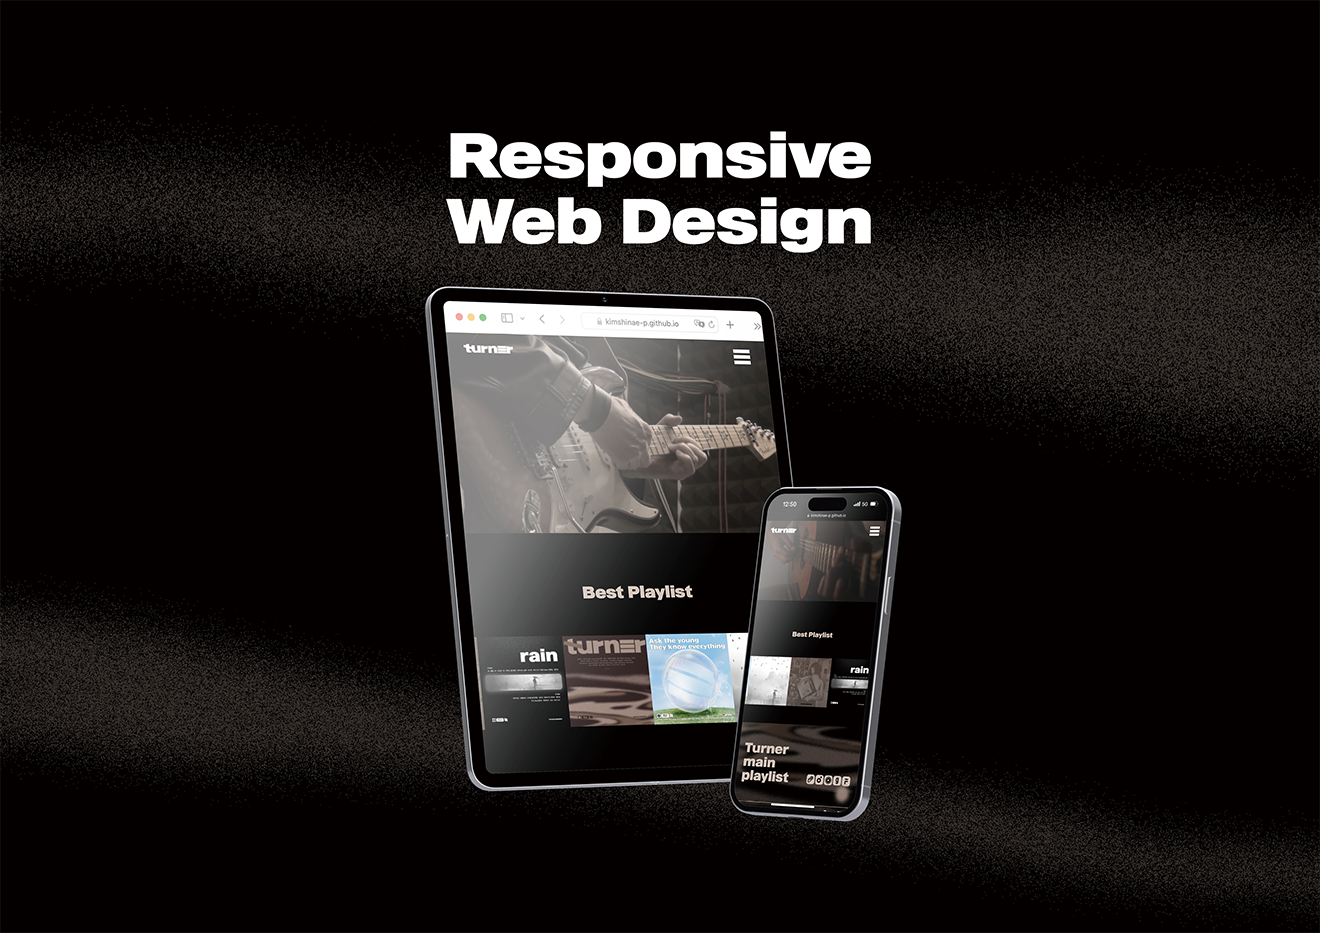 Responsive
Web Design
kimshinae-p.github.io
turner
Best Playlist
rain
turner
Ask the young
They know everything
12:50
5G
kimshinae-p.github.io
turner
Best Playlist
rain
Turner
main
playlist